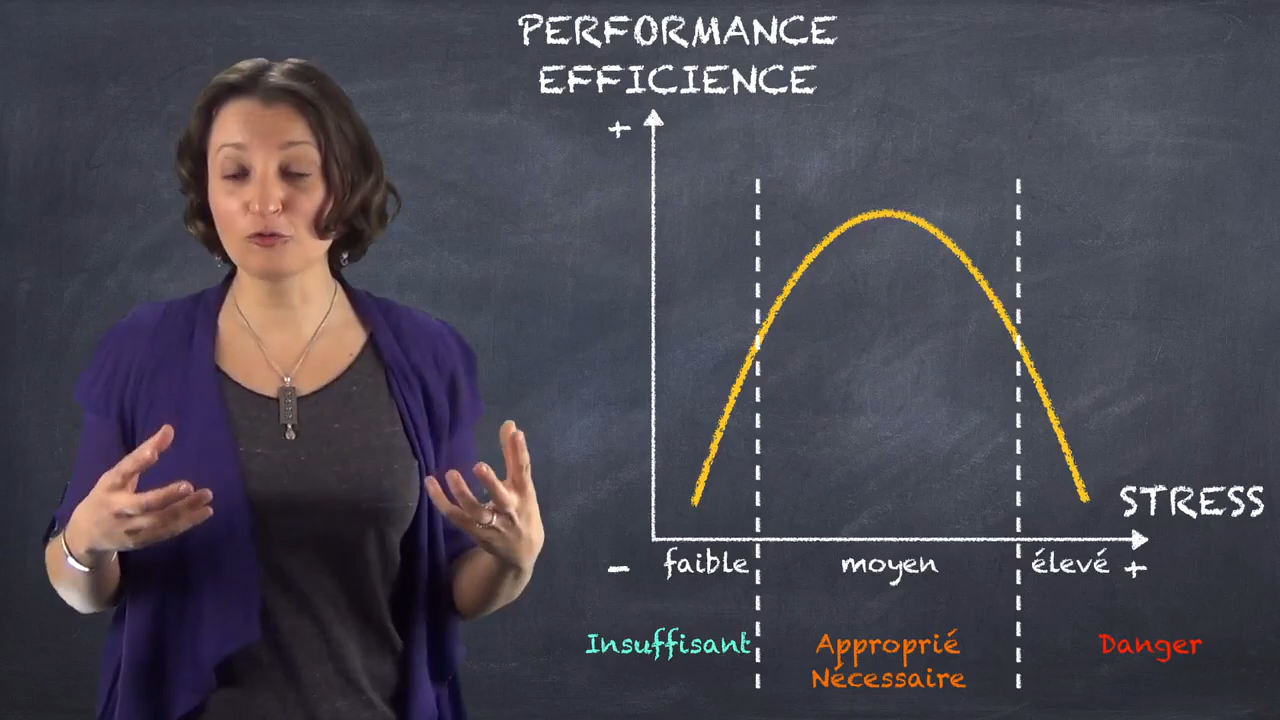 PERFORMANCE
EFFICIENCE
+
STRESS
- faible moyen élevé +
Insuffisant Approprié Danger
Nécessaire